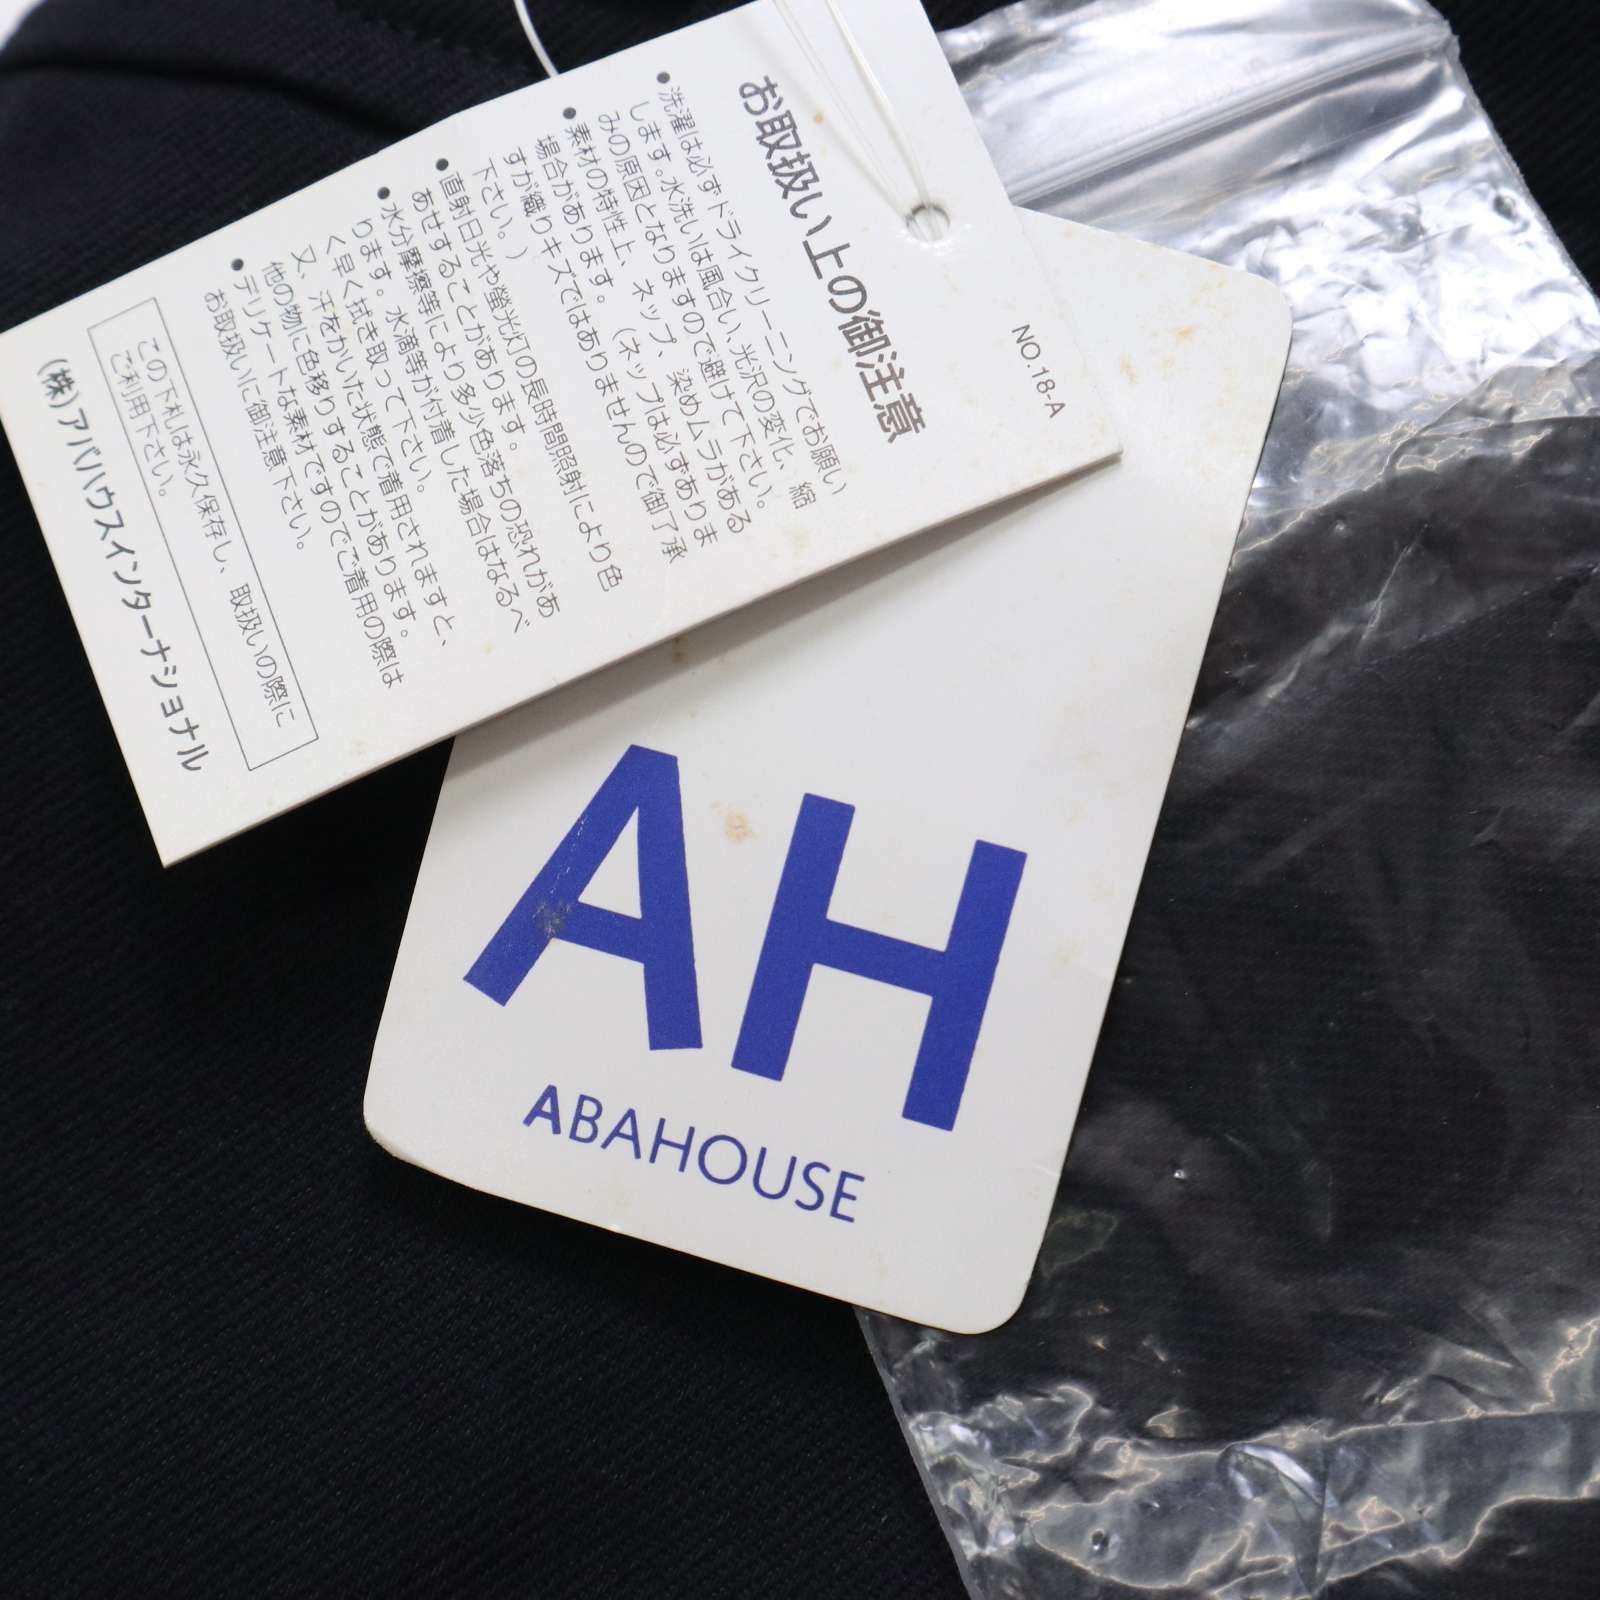 NO.18-A
お取扱い上の御注意
●洗濯は必ずドライクリーニングでお願い
します。水洗いは風合い、光沢の変化、縮
みの原因となりますので避けて下さい。
●素材の特性上、ネップ、染めムラがある
場合があります。（ネップは必ずありま
すが織りキズではありませんので御了承
下さい。）
●直射日光や螢光灯の長時間照射により色
あせすることがあります。
●水分摩擦等により多少色落ちの恐れがあ
ります。水滴等が付着した場合はなるべ
く早く拭き取って下さい。
又、汗をかいた状態で着用されますと、
他の物に色移りすることがあります。
●デリケートな素材ですのでご着用の際は
お取扱いに御注意下さい。
この下札は永久保存し、取扱いの際に
ご利用下さい。
(株)アバハウスインターナショナル
AH
ABAHOUSE